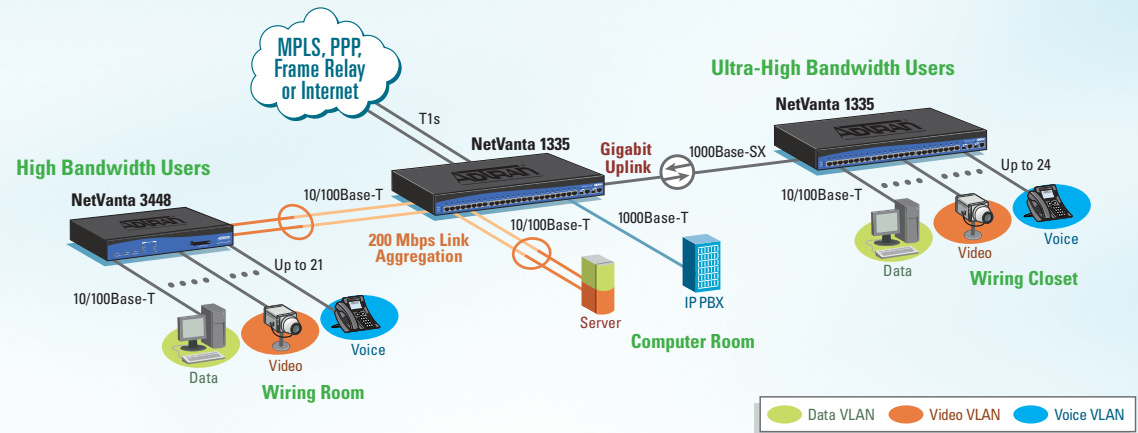 MPLS, PPP,
Frame Relay
or Internet
T1s
Ultra-High Bandwidth Users
NetVanta 1335
ADTRAN
NetVanta 1335
ADTRAN
Gigabit
Uplink
1000Base-SX
Up to 24
10/100Base-T
Data
Video
Voice
Wiring Closet
High Bandwidth Users
NetVanta 3448
ADTRAN
10/100Base-T
200 Mbps Link
Aggregation
10/100Base-T
1000Base-T
Server
IP PBX
Computer Room
Up to 21
10/100Base-T
Data
Video
Voice
Wiring Room
Data VLAN
Video VLAN
Voice VLAN